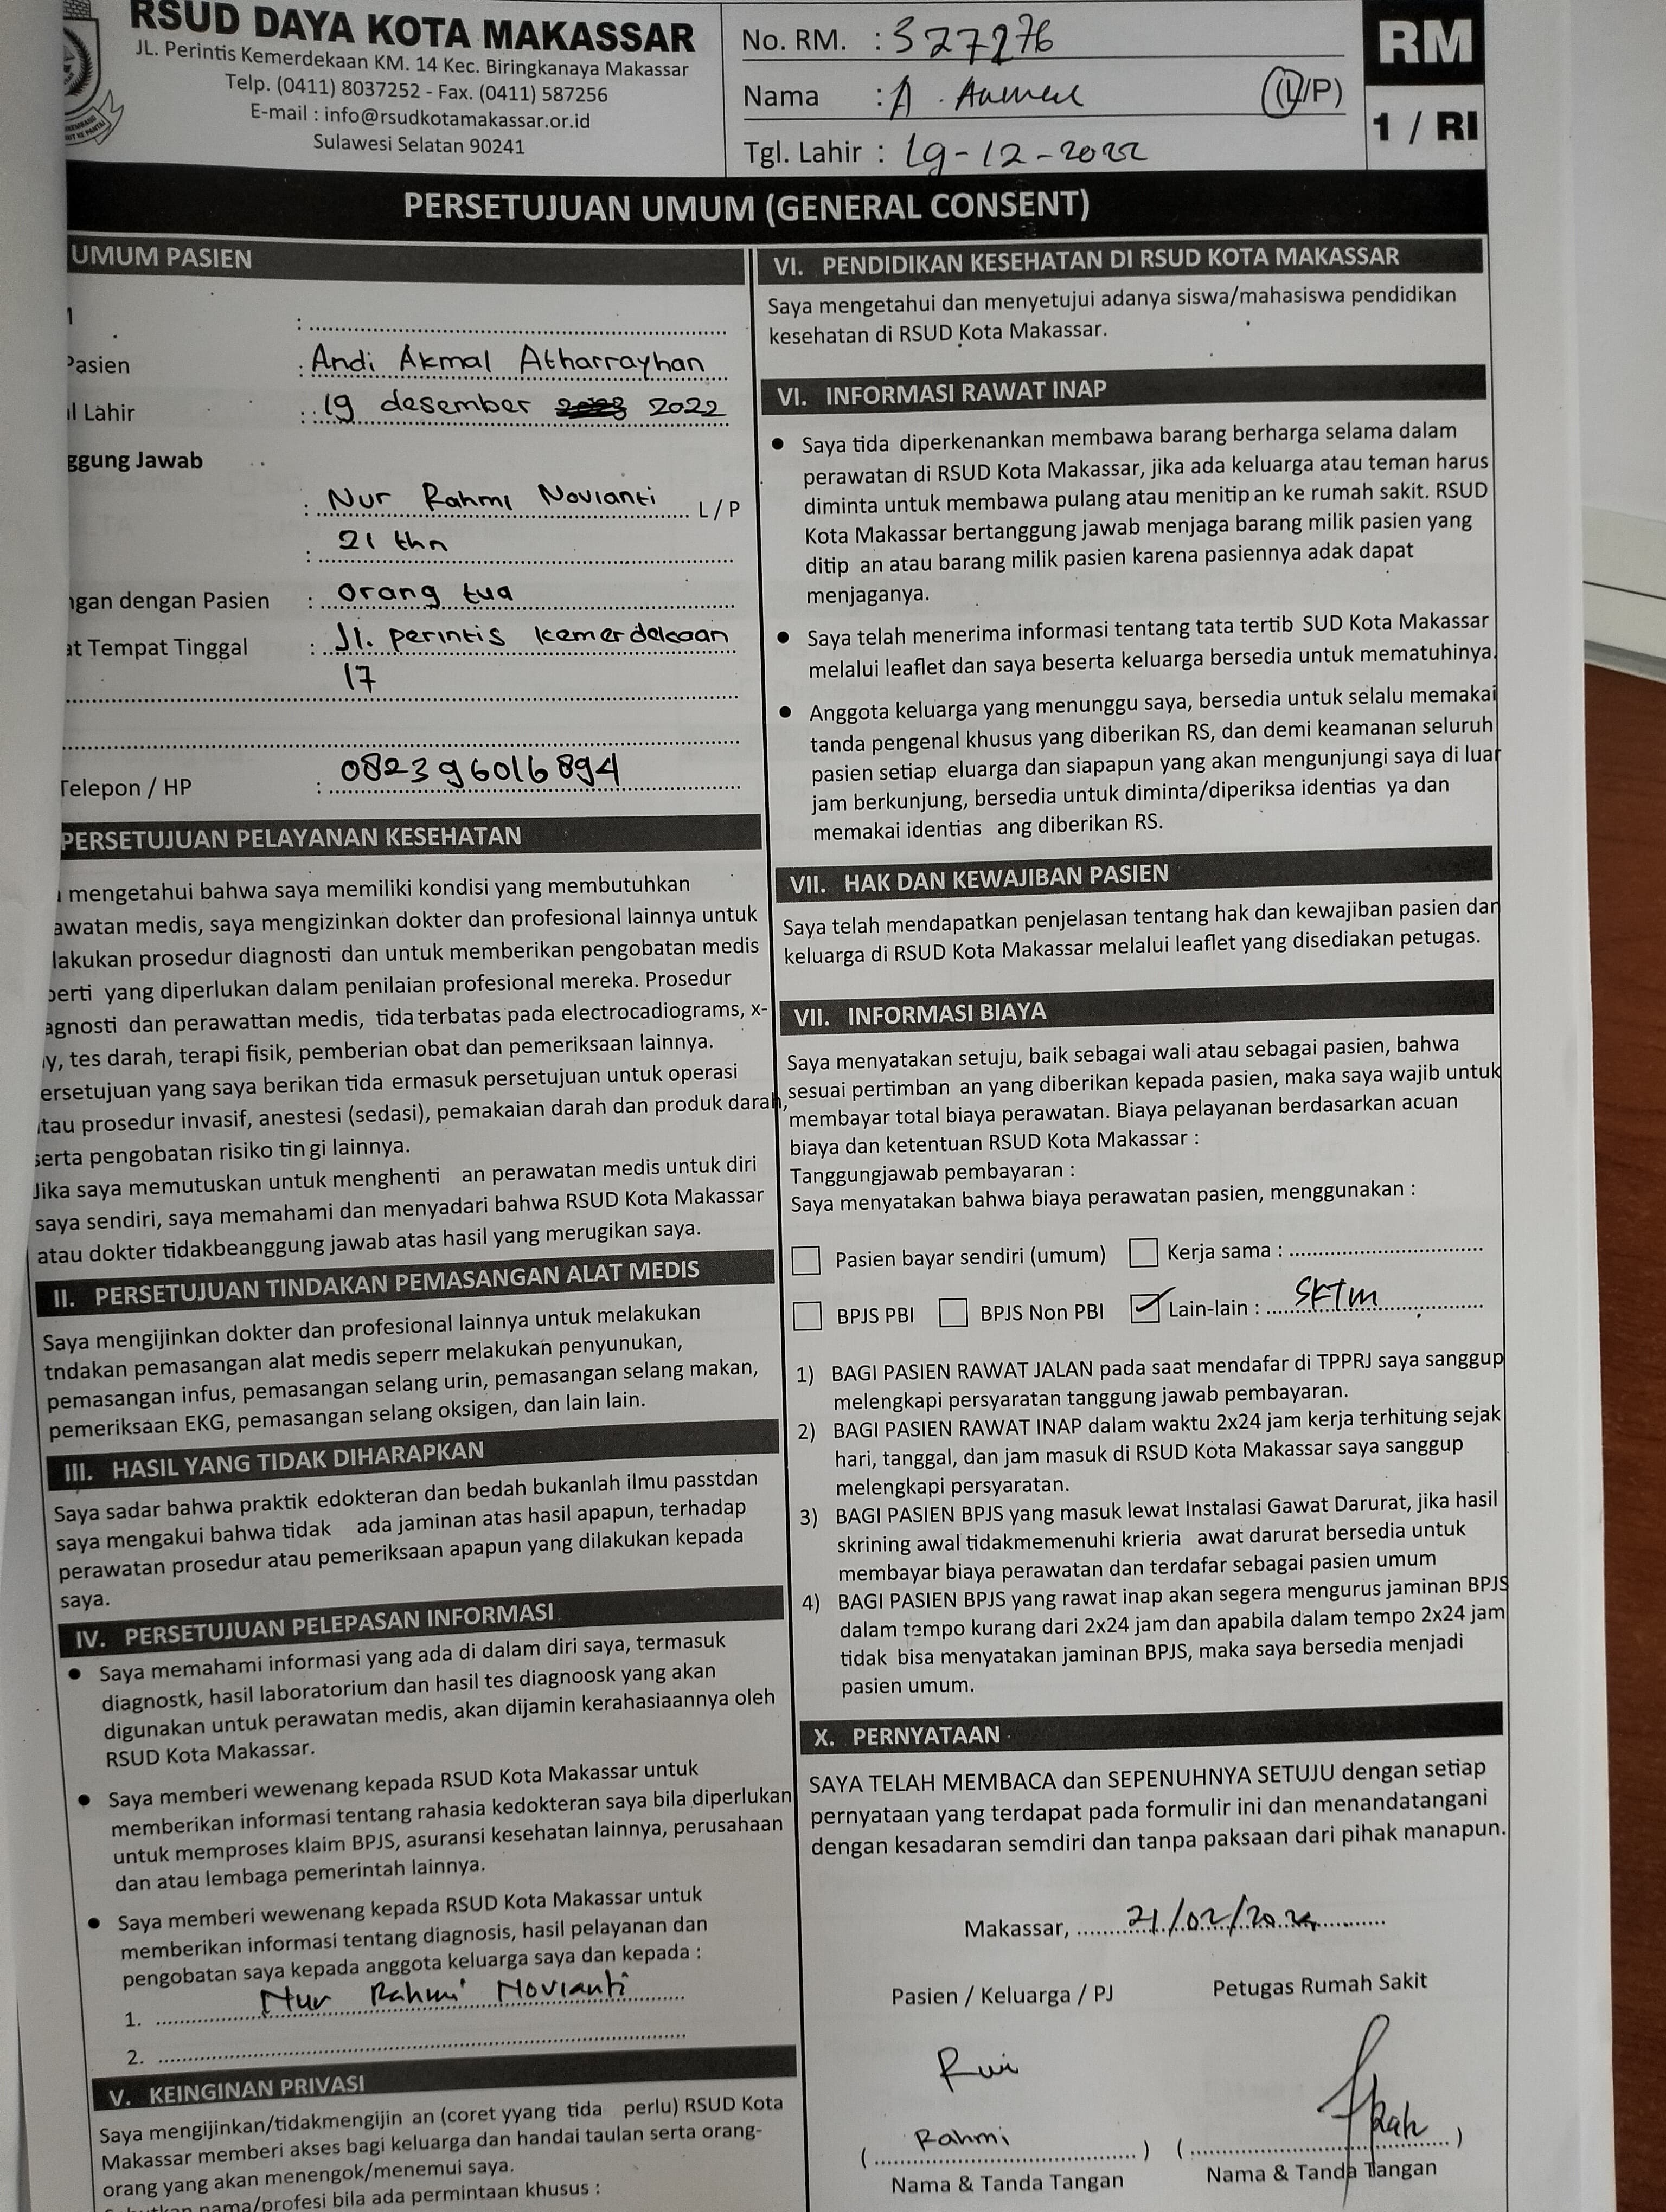 RSUD DAYA KOTA MAKASSAR
JL. Perintis Kemerdekaan KM. 14 Kec. Biringkanaya Makassar
Telp. (0411) 8037252 - Fax. (0411) 587256
E-mail : info@rsudkotamakassar.or.id
Sulawesi Selatan 90241
No. RM. : 327276
Nama : A. (L/P)
Tgl. Lahir : 19-12-2022
RM
1 / RI
PERSETUJUAN UMUM (GENERAL CONSENT)
UMUM PASIEN
: ........
Pasien : Andi Akmal Atharrayhan
l Lahir : 19 desember 2022
ggung Jawab
: Nur Rahmi Novianti L / P
: 21 thn
ngan dengan Pasien : orang tua
at Tempat Tinggal : Jl. perintis kemerdekaan
17
Telepon / HP : 082396016894
PERSETUJUAN PELAYANAN KESEHATAN
mengetahui bahwa saya memiliki kondisi yang membutuhkan
awatan medis, saya mengizinkan dokter dan profesional lainnya untuk
lakukan prosedur diagnosti dan untuk memberikan pengobatan medis
perti yang diperlukan dalam penilaian profesional mereka. Prosedur
agnosti dan perawattan medis, tida terbatas pada electrocadiograms, x-
y, tes darah, terapi fisik, pemberian obat dan pemeriksaan lainnya.
ersetujuan yang saya berikan tida ermasuk persetujuan untuk operasi
tau prosedur invasif, anestesi (sedasi), pemakaian darah dan produk darah,
serta pengobatan risiko tin gi lainnya.
Jika saya memutuskan untuk menghenti an perawatan medis untuk diri
saya sendiri, saya memahami dan menyadari bahwa RSUD Kota Makassar
atau dokter tidakbeanggung jawab atas hasil yang merugikan saya.
II. PERSETUJUAN TINDAKAN PEMASANGAN ALAT MEDIS
Saya mengijinkan dokter dan profesional lainnya untuk melakukan
tndakan pemasangan alat medis seperr melakukan penyunukan,
pemasangan infus, pemasangan selang urin, pemasangan selang makan,
pemeriksaan EKG, pemasangan selang oksigen, dan lain lain.
III. HASIL YANG TIDAK DIHARAPKAN
Saya sadar bahwa praktik edokteran dan bedah bukanlah ilmu passtdan
saya mengakui bahwa tidak ada jaminan atas hasil apapun, terhadap
perawatan prosedur atau pemeriksaan apapun yang dilakukan kepada
saya.
IV. PERSETUJUAN PELEPASAN INFORMASI
● Saya memahami informasi yang ada di dalam diri saya, termasuk
diagnostk, hasil laboratorium dan hasil tes diagnoosk yang akan
digunakan untuk perawatan medis, akan dijamin kerahasiaannya oleh
RSUD Kota Makassar.
● Saya memberi wewenang kepada RSUD Kota Makassar untuk
memberikan informasi tentang rahasia kedokteran saya bila diperlukan
untuk memproses klaim BPJS, asuransi kesehatan lainnya, perusahaan
dan atau lembaga pemerintah lainnya.
● Saya memberi wewenang kepada RSUD Kota Makassar untuk
memberikan informasi tentang diagnosis, hasil pelayanan dan
pengobatan saya kepada anggota keluarga saya dan kepada :
1. Nur Rahmi Novianti
2. ........
V. KEINGINAN PRIVASI
Saya mengijinkan/tidakmengijin an (coret yyang tida perlu) RSUD Kota
Makassar memberi akses bagi keluarga dan handai taulan serta orang-
orang yang akan menengok/menemui saya.
nama/profesi bila ada permintaan khusus :
VI. PENDIDIKAN KESEHATAN DI RSUD KOTA MAKASSAR
Saya mengetahui dan menyetujui adanya siswa/mahasiswa pendidikan
kesehatan di RSUD Kota Makassar.
VI. INFORMASI RAWAT INAP
● Saya tida diperkenankan membawa barang berharga selama dalam
perawatan di RSUD Kota Makassar, jika ada keluarga atau teman harus
diminta untuk membawa pulang atau menitip an ke rumah sakit. RSUD
Kota Makassar bertanggung jawab menjaga barang milik pasien yang
ditip an atau barang milik pasien karena pasiennya adak dapat
menjaganya.
● Saya telah menerima informasi tentang tata tertib SUD Kota Makassar
melalui leaflet dan saya beserta keluarga bersedia untuk mematuhinya.
● Anggota keluarga yang menunggu saya, bersedia untuk selalu memakai
tanda pengenal khusus yang diberikan RS, dan demi keamanan seluruh
pasien setiap eluarga dan siapapun yang akan mengunjungi saya di luar
jam berkunjung, bersedia untuk diminta/diperiksa identias ya dan
memakai identias ang diberikan RS.
VII. HAK DAN KEWAJIBAN PASIEN
Saya telah mendapatkan penjelasan tentang hak dan kewajiban pasien dan
keluarga di RSUD Kota Makassar melalui leaflet yang disediakan petugas.
VII. INFORMASI BIAYA
Saya menyatakan setuju, baik sebagai wali atau sebagai pasien, bahwa
sesuai pertimban an yang diberikan kepada pasien, maka saya wajib untuk
membayar total biaya perawatan. Biaya pelayanan berdasarkan acuan
biaya dan ketentuan RSUD Kota Makassar :
Tanggungjawab pembayaran :
Saya menyatakan bahwa biaya perawatan pasien, menggunakan :
☐ Pasien bayar sendiri (umum) ☐ Kerja sama : ........
☐ BPJS PBI ☐ BPJS Non PBI ☑ Lain-lain : SKTM
1) BAGI PASIEN RAWAT JALAN pada saat mendafar di TPPRJ saya sanggup
melengkapi persyaratan tanggung jawab pembayaran.
2) BAGI PASIEN RAWAT INAP dalam waktu 2x24 jam kerja terhitung sejak
hari, tanggal, dan jam masuk di RSUD Kota Makassar saya sanggup
melengkapi persyaratan.
3) BAGI PASIEN BPJS yang masuk lewat Instalasi Gawat Darurat, jika hasil
skrining awal tidakmemenuhi krieria awat darurat bersedia untuk
membayar biaya perawatan dan terdafar sebagai pasien umum
4) BAGI PASIEN BPJS yang rawat inap akan segera mengurus jaminan BPJS
dalam tempo kurang dari 2x24 jam dan apabila dalam tempo 2x24 jam
tidak bisa menyatakan jaminan BPJS, maka saya bersedia menjadi
pasien umum.
X. PERNYATAAN
SAYA TELAH MEMBACA dan SEPENUHNYA SETUJU dengan setiap
pernyataan yang terdapat pada formulir ini dan menandatangani
dengan kesadaran semdiri dan tanpa paksaan dari pihak manapun.
Makassar, 21/02/2024
Pasien / Keluarga / PJ Petugas Rumah Sakit
( Rahmi ) ( ........ )
Nama & Tanda Tangan Nama & Tanda Tangan